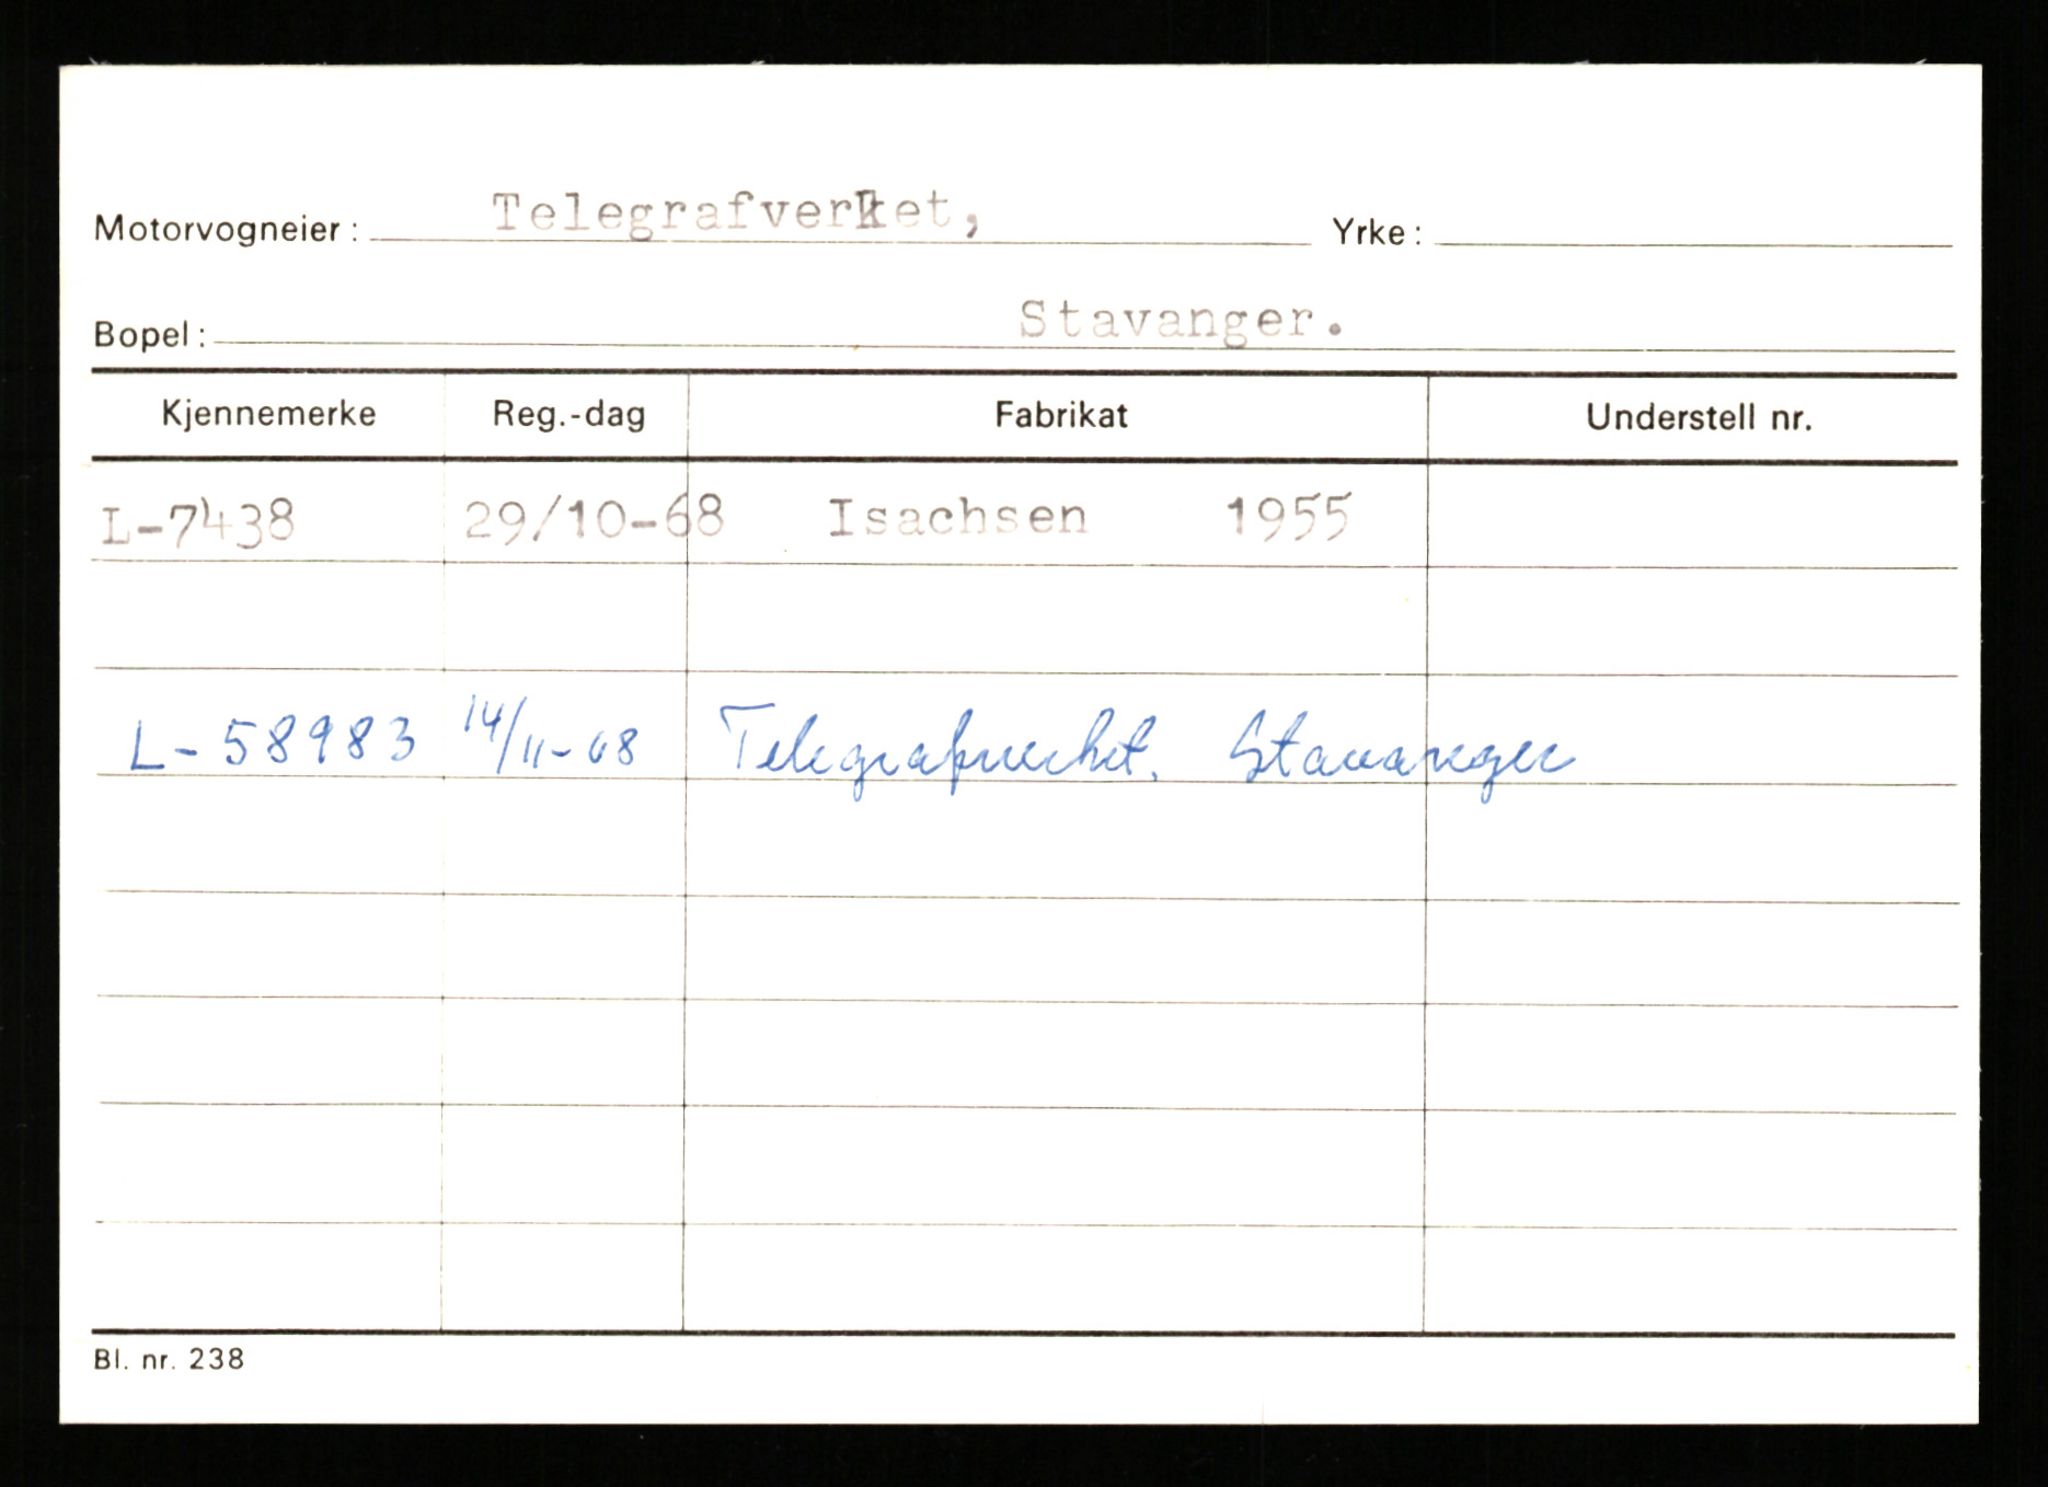 Motorvogneier: Telegrafverket, Yrke:
Bopel: Stavanger.
Kjennemerke Reg.-dag Fabrikat Understell nr.
L-7438 29/10-68 Isachsen 1955
L-58983 14/11-68 Telegrafverket. Stavanger
Bl. nr. 238